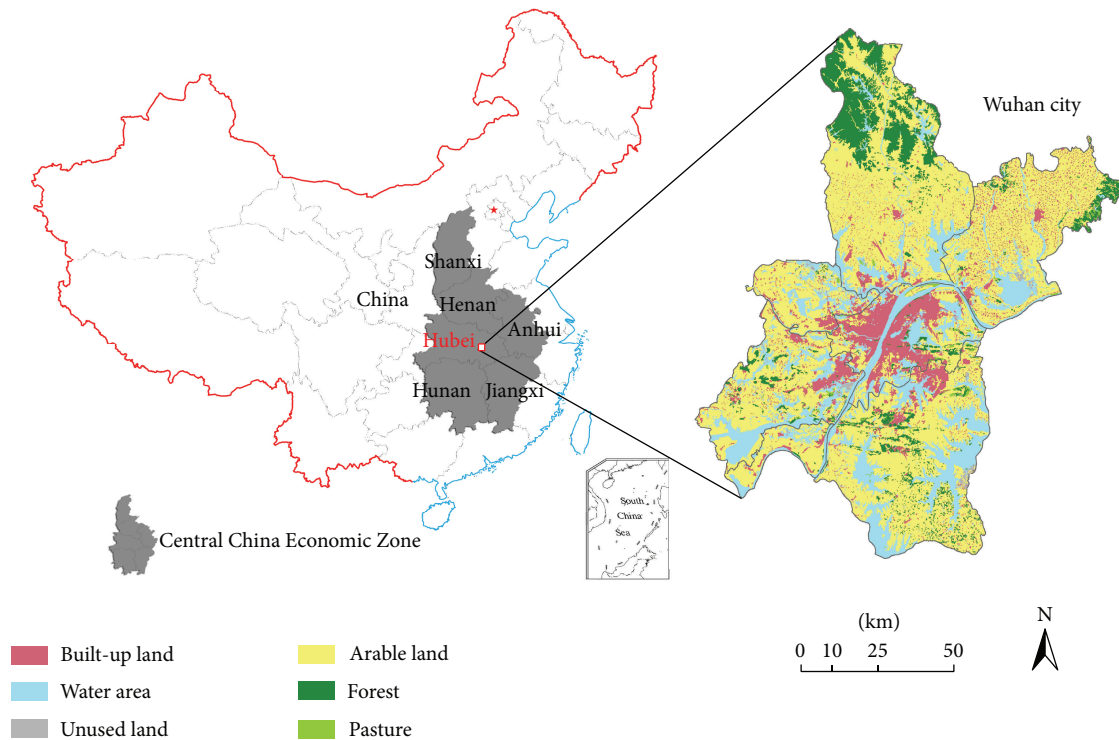 Wuhan city
Shanxi
China
Henan
Anhui
Hubei
Hunan
Jiangxi
South
China
Sea
Central China Economic Zone
(km)
0 10 25 50
N
Built-up land
Arable land
Water area
Forest
Unused land
Pasture